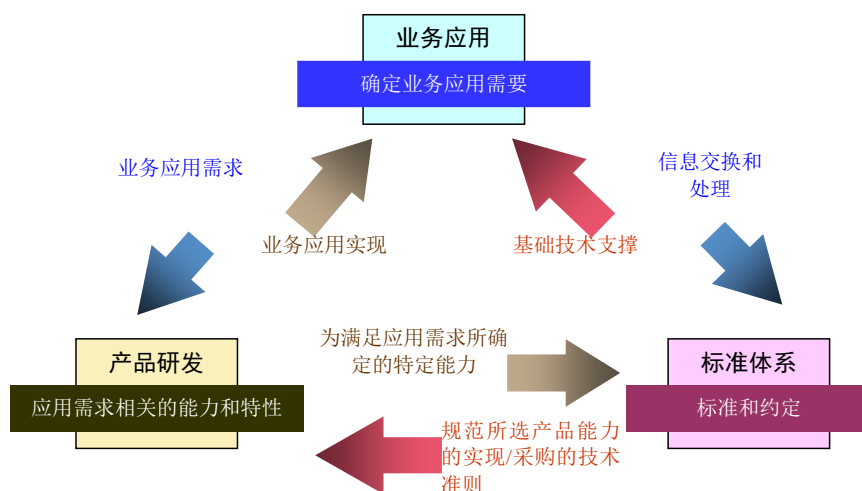 业务应用
确定业务应用需要
业务应用需求
信息交换和
处理
业务应用实现
基础技术支撑
为满足应用需求所确
定的特定能力
产品研发
应用需求相关的能力和特性
标准体系
标准和约定
规范所选产品能力
的实现/采购的技术
准则